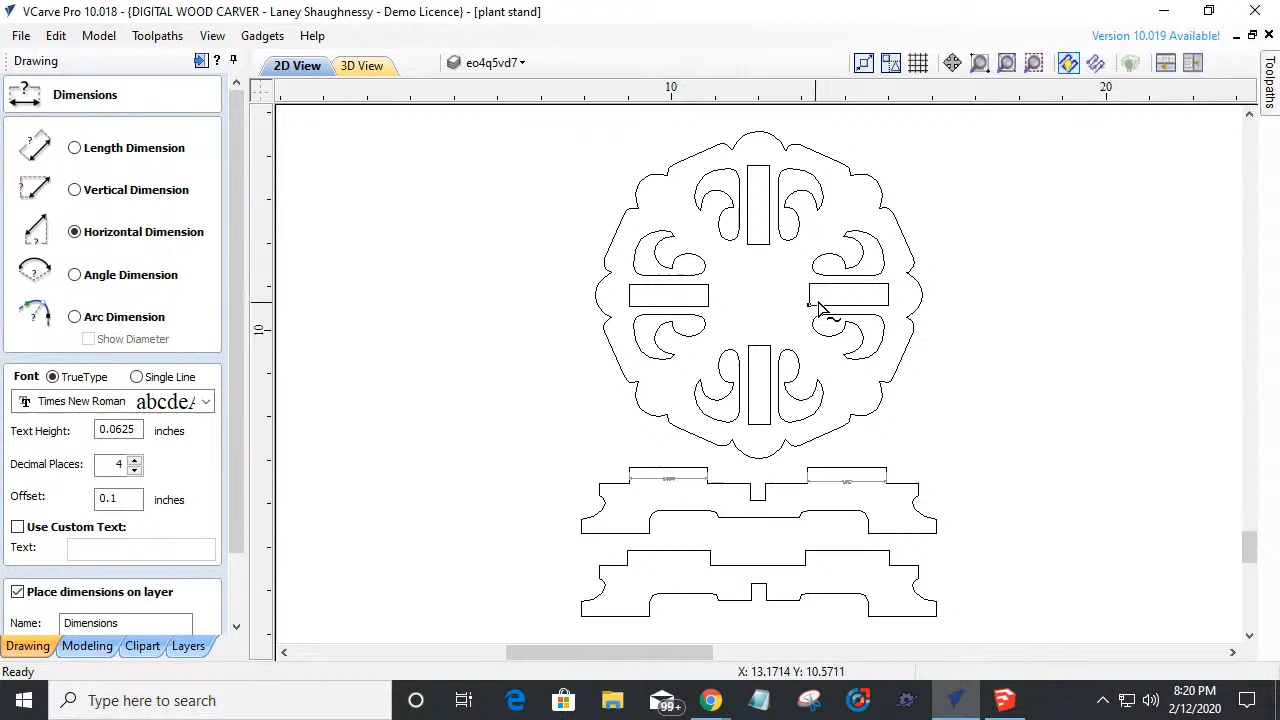 VCarve Pro 10.018 - {DIGITAL WOOD CARVER - Laney Shaughnessy - Demo Licence} - [plant stand]
File Edit Model Toolpaths View Gadgets Help
Version 10.019 Available!
Drawing
2D View
3D View
eo4q5vd7
Toolpaths
Dimensions
10
20
10
Length Dimension
Vertical Dimension
Horizontal Dimension
Angle Dimension
Arc Dimension
Show Diameter
Font TrueType Single Line
Times New Roman abcdeA
Text Height: 0.0625 inches
Decimal Places: 4
Offset: 0.1 inches
Use Custom Text:
Text:
Place dimensions on layer
Name: Dimensions
Drawing Modeling Clipart Layers
Ready
X: 13.1714 Y: 10.5711
Type here to search
99+
8:20 PM
2/12/2020